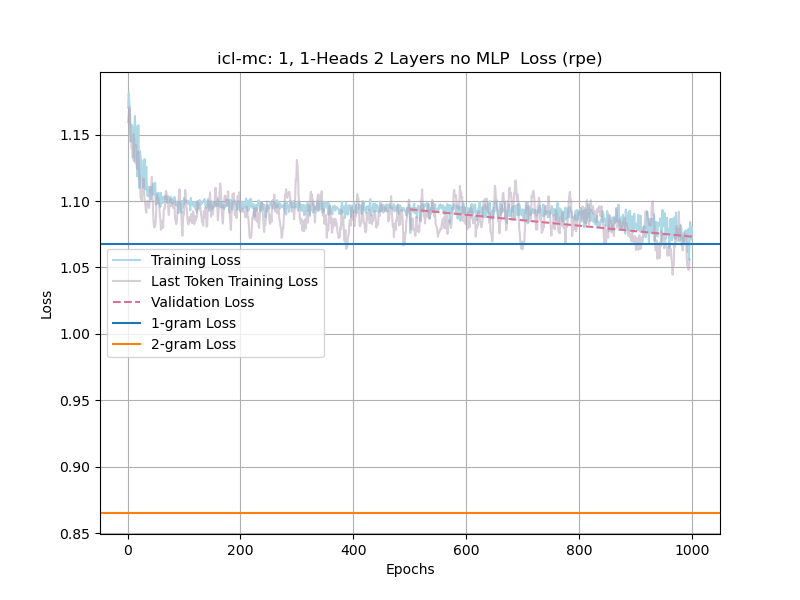 icl-mc: 1, 1-Heads 2 Layers no MLP  Loss (rpe)
1.15
1.10
1.05
1.00
0.95
0.90
0.85
Loss
Training Loss
Last Token Training Loss
Validation Loss
1-gram Loss
2-gram Loss
0 200 400 600 800 1000
Epochs